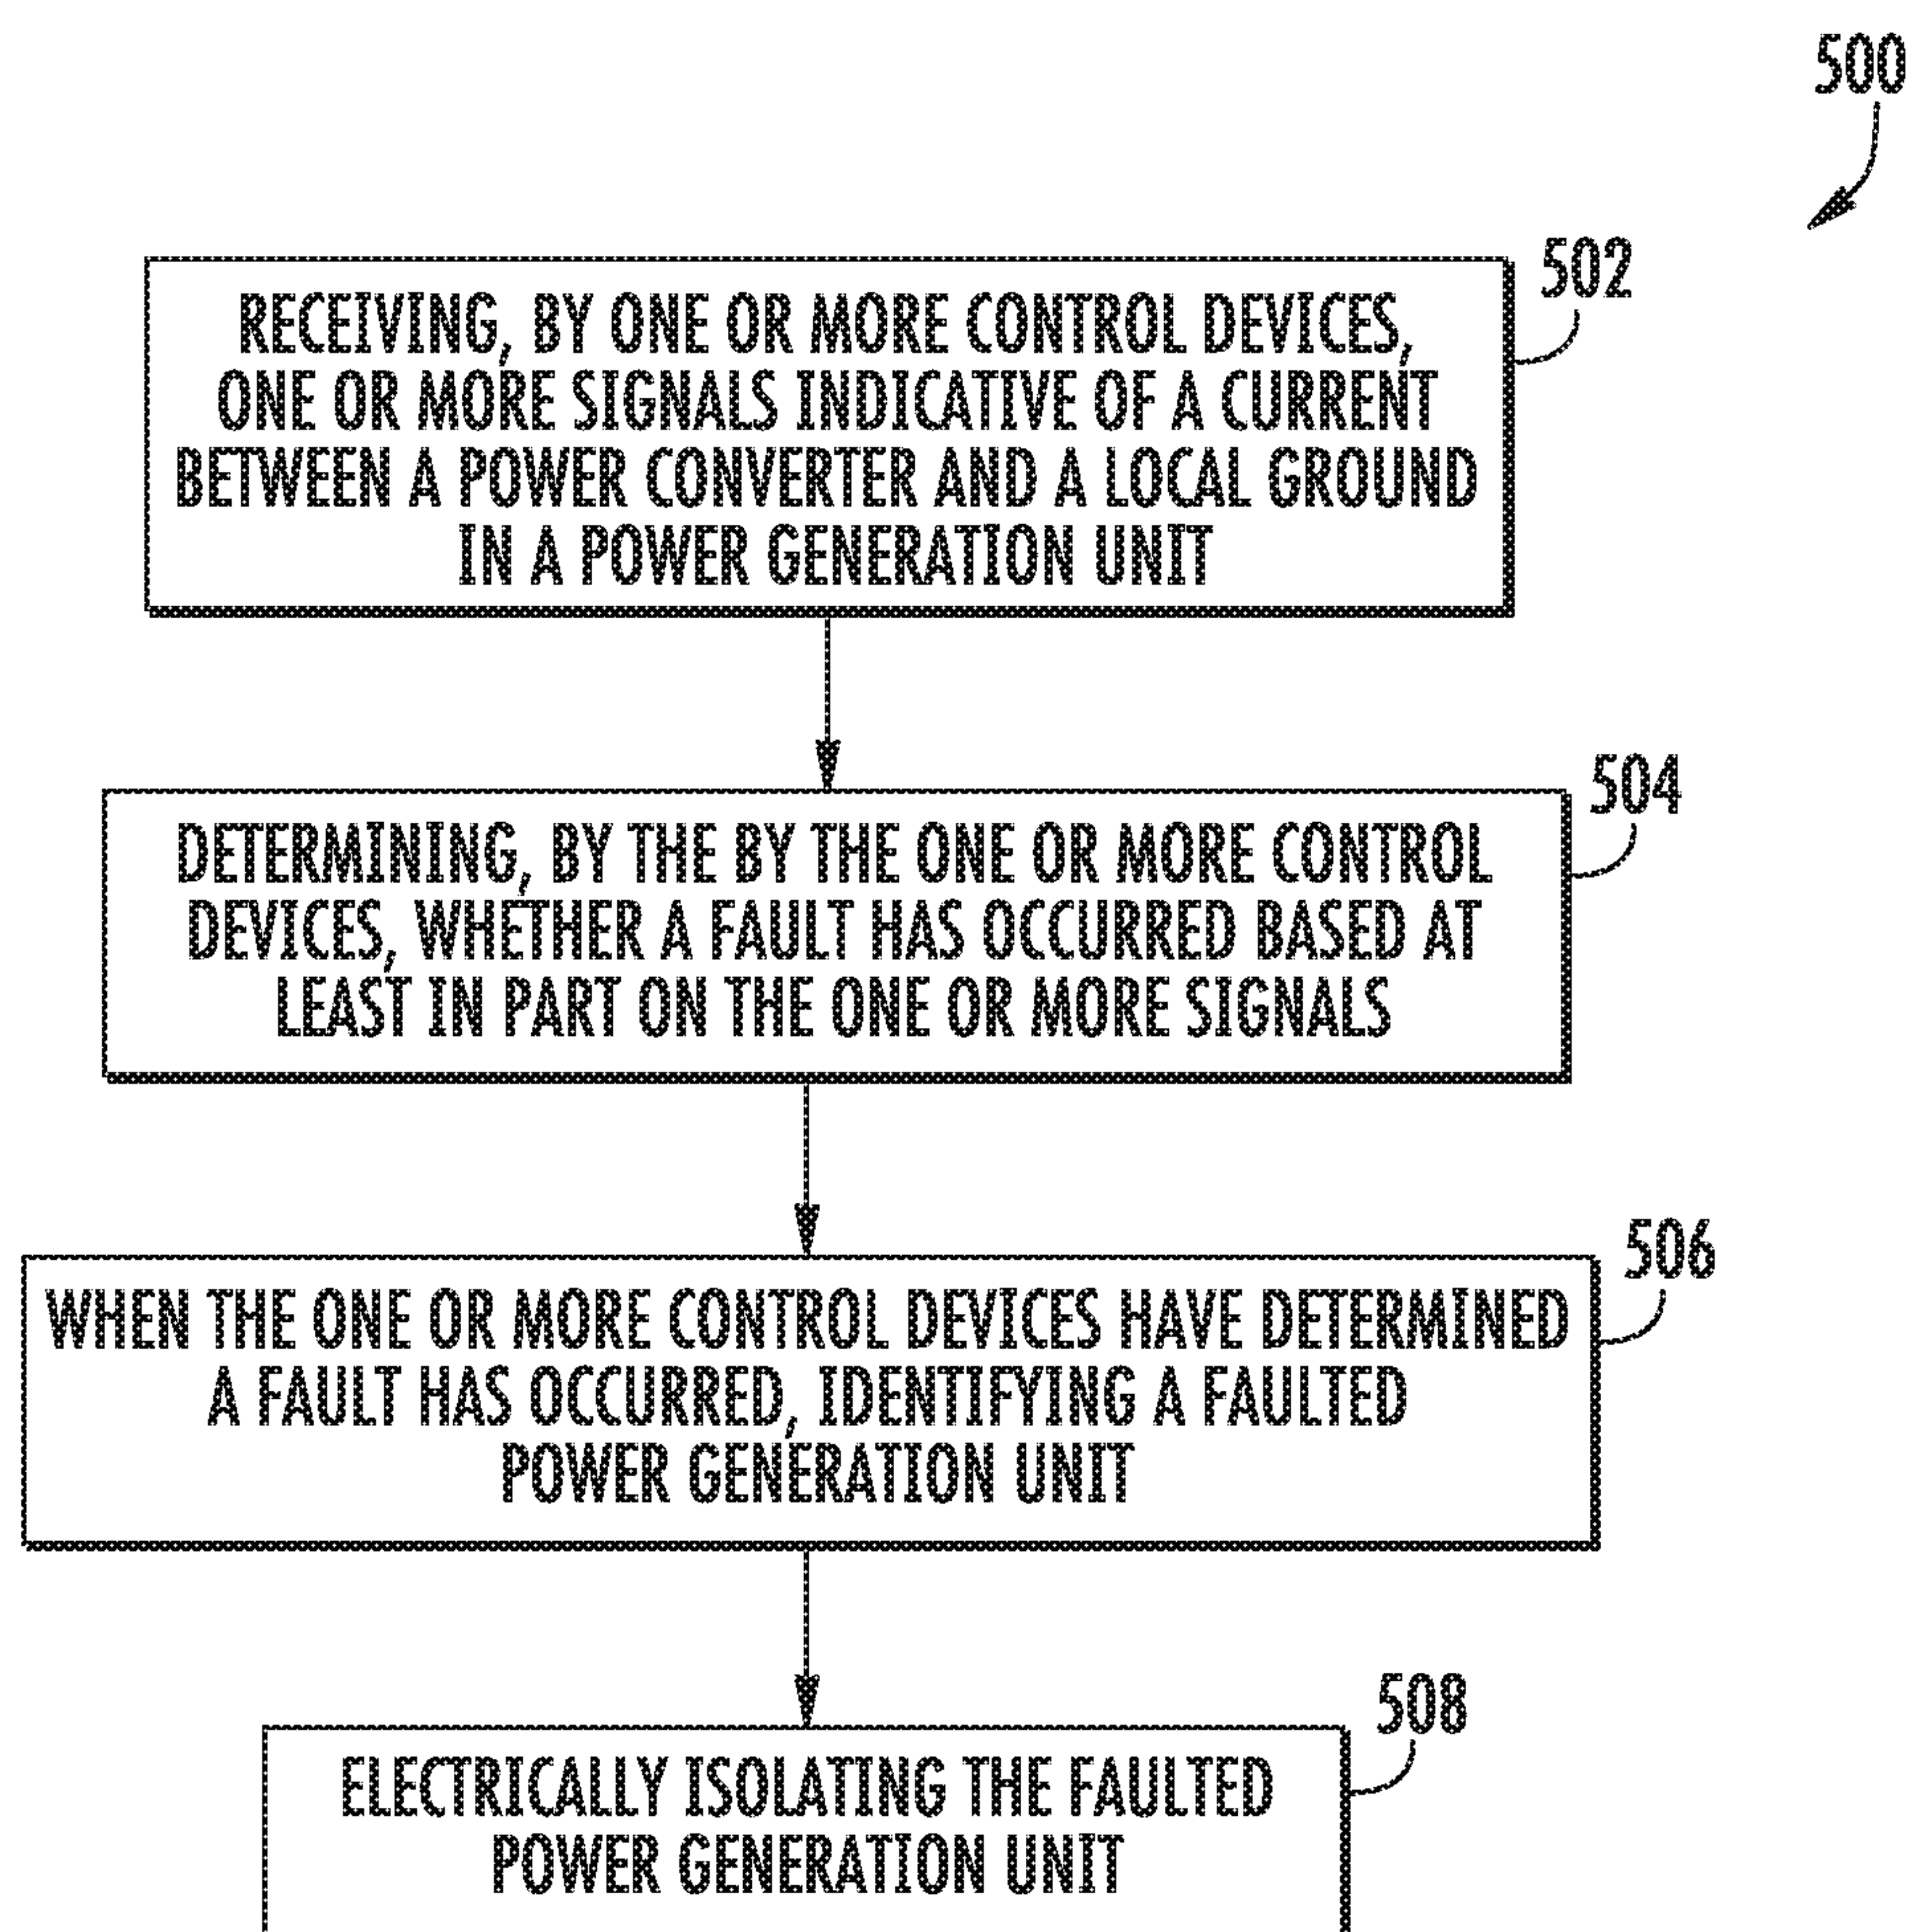 500
502
RECEIVING, BY ONE OR MORE CONTROL DEVICES,
ONE OR MORE SIGNALS INDICATIVE OF A CURRENT
BETWEEN A POWER CONVERTER AND A LOCAL GROUND
IN A POWER GENERATION UNIT
504
DETERMINING, BY THE BY THE ONE OR MORE CONTROL
DEVICES, WHETHER A FAULT HAS OCCURRED BASED AT
LEAST IN PART ON THE ONE OR MORE SIGNALS
506
WHEN THE ONE OR MORE CONTROL DEVICES HAVE DETERMINED
A FAULT HAS OCCURRED, IDENTIFYING A FAULTED
POWER GENERATION UNIT
508
ELECTRICALLY ISOLATING THE FAULTED
POWER GENERATION UNIT